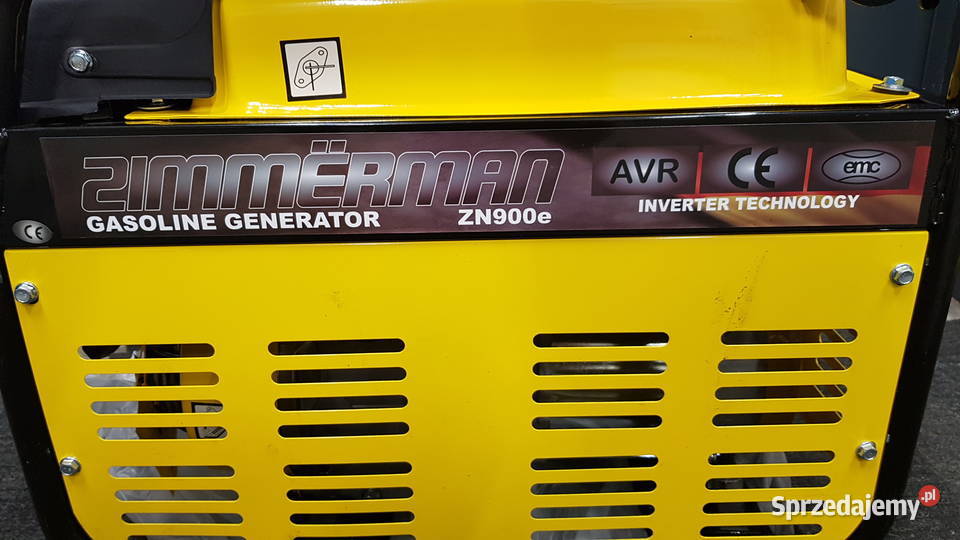 ZIMMËRMAN
GASOLINE GENERATOR ZN900e
AVR CE emc
INVERTER TECHNOLOGY
CE
Sprzedajemy.pl